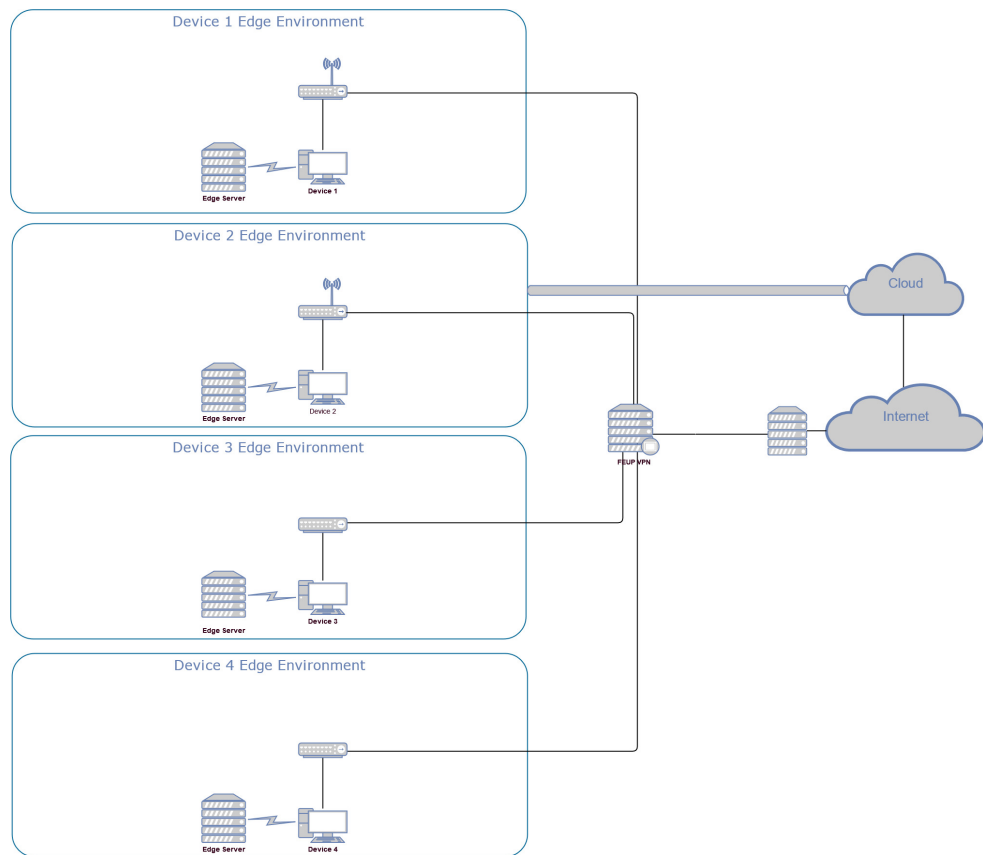 Device 1 Edge Environment
Edge Server
Device 1
Device 2 Edge Environment
Edge Server
Device 2
Device 3 Edge Environment
Edge Server
Device 3
Device 4 Edge Environment
Edge Server
Device 4
FEUP VPN
Cloud
Internet